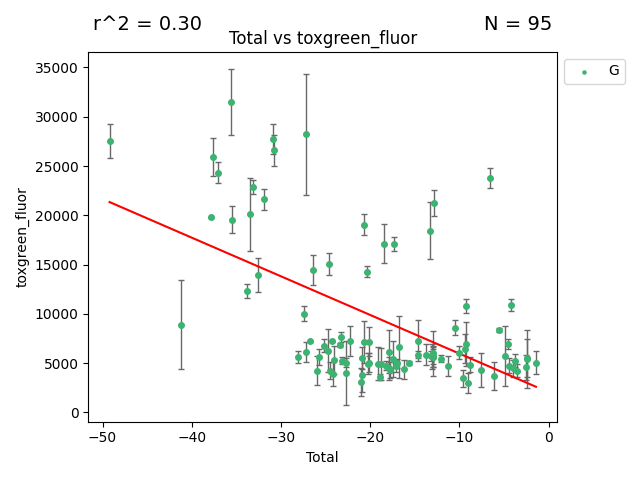 r^2 = 0.30
N = 95
Total vs toxgreen_fluor
G
35000
30000
25000
20000
15000
10000
5000
0
toxgreen_fluor
−50
−40
−30
−20
−10
0
Total